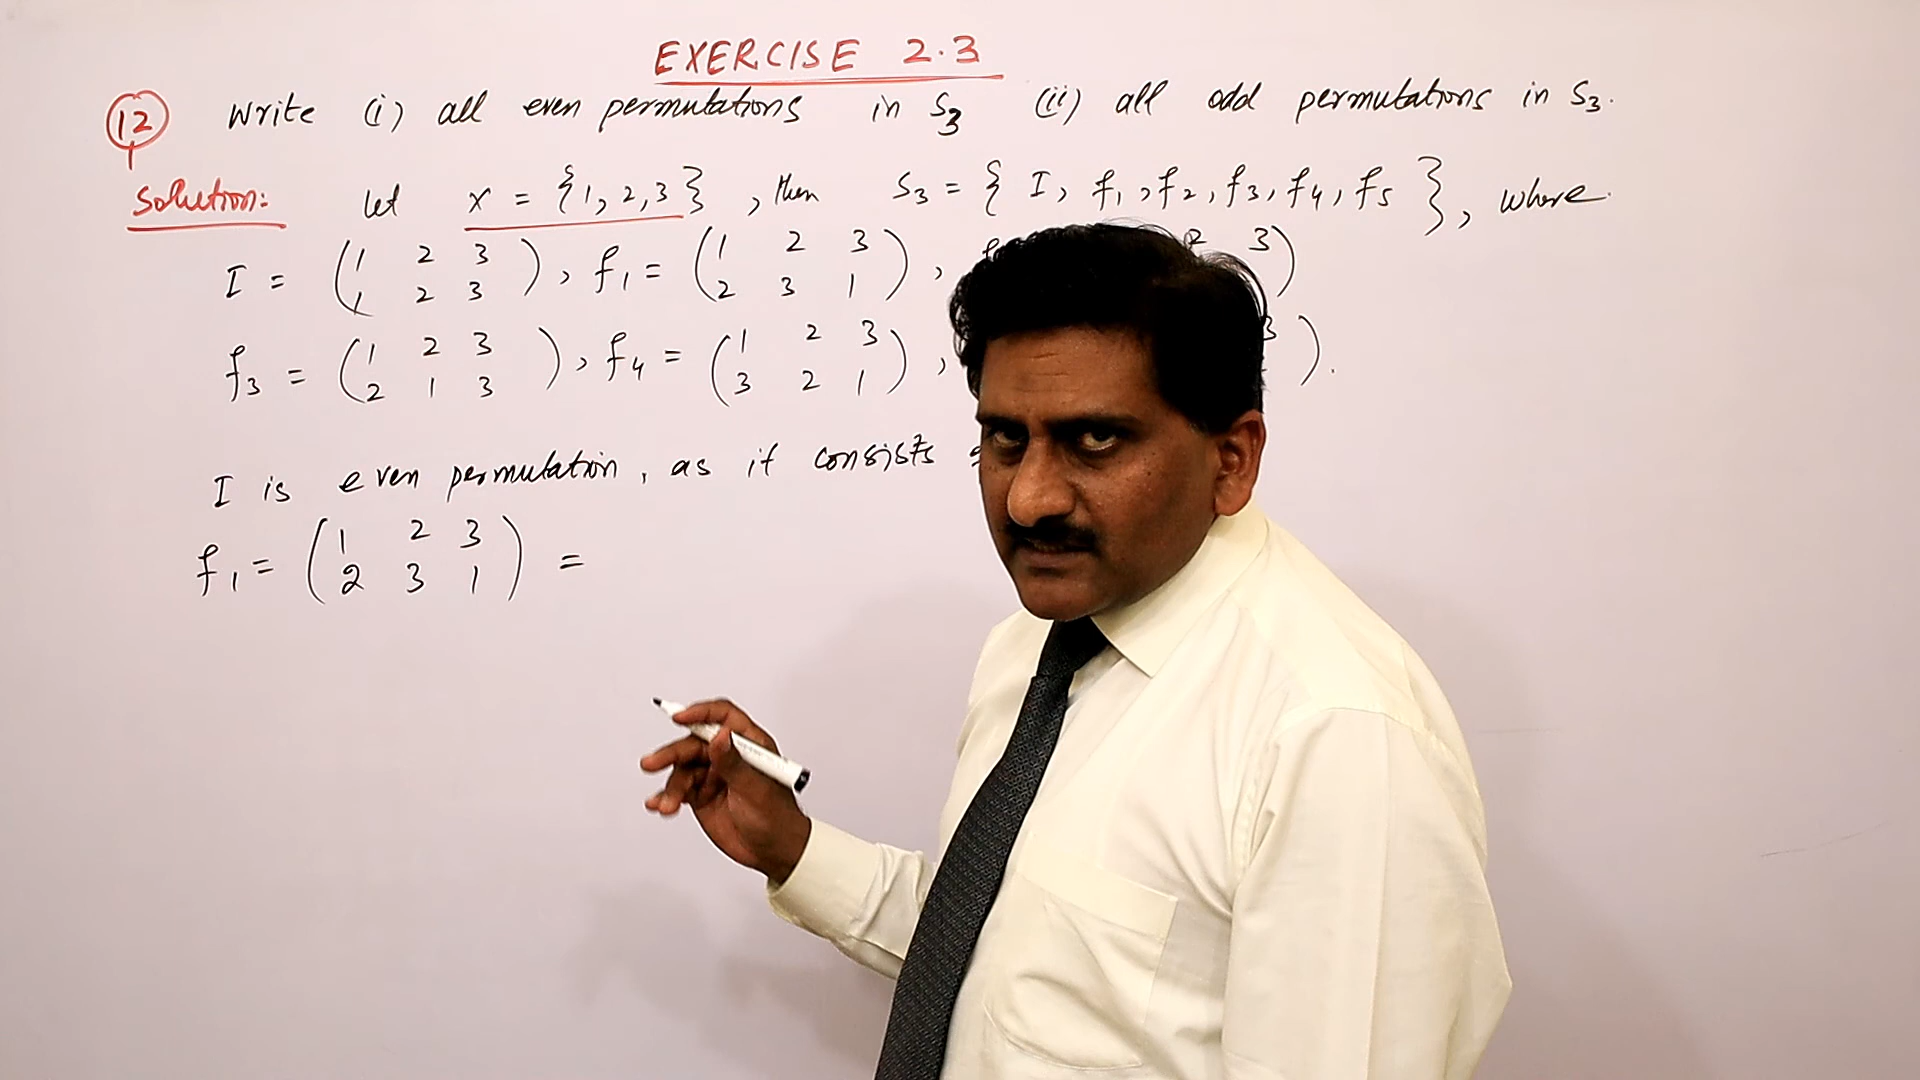 EXERCISE 2.3
12 Write (i) all even permutations in S3 (ii) all odd permutations in S3.
Solution: Let X = {1, 2, 3}, then S3 = { I, f1, f2, f3, f4, f5 }, where
I = (1 2 3 / 1 2 3), f1 = (1 2 3 / 2 3 1), 2 3)
f3 = (1 2 3 / 2 1 3), f4 = (1 2 3 / 3 2 1), 3 ).
I is even permutation, as it consists
f1 = (1 2 3 / 2 3 1) =